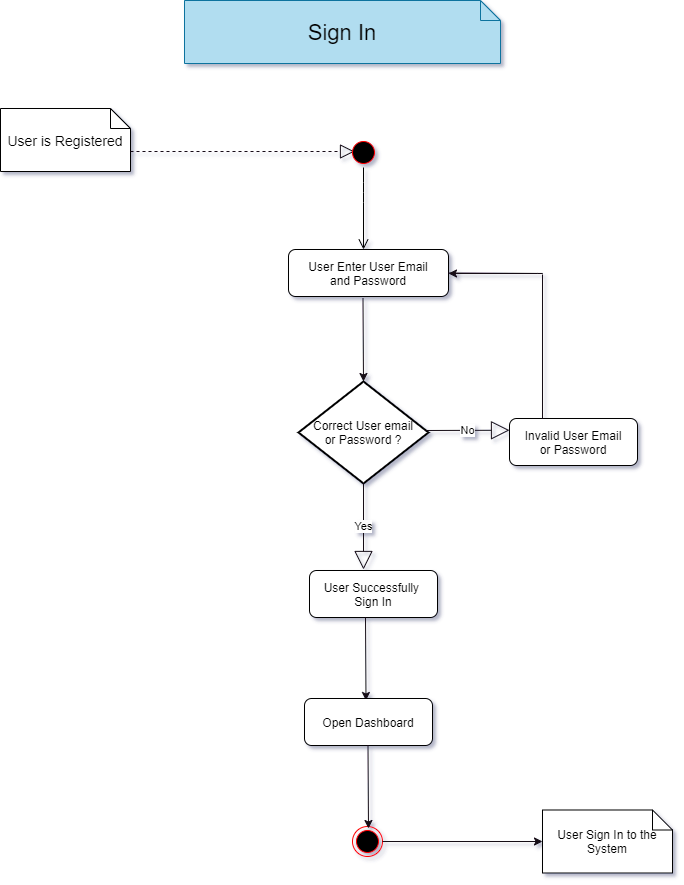 Sign In
User is Registered
User Enter User Email
and Password
Correct User email
or Password ?
No
Invalid User Email
or Password
Yes
User Successfully
Sign In
Open Dashboard
User Sign In to the
System